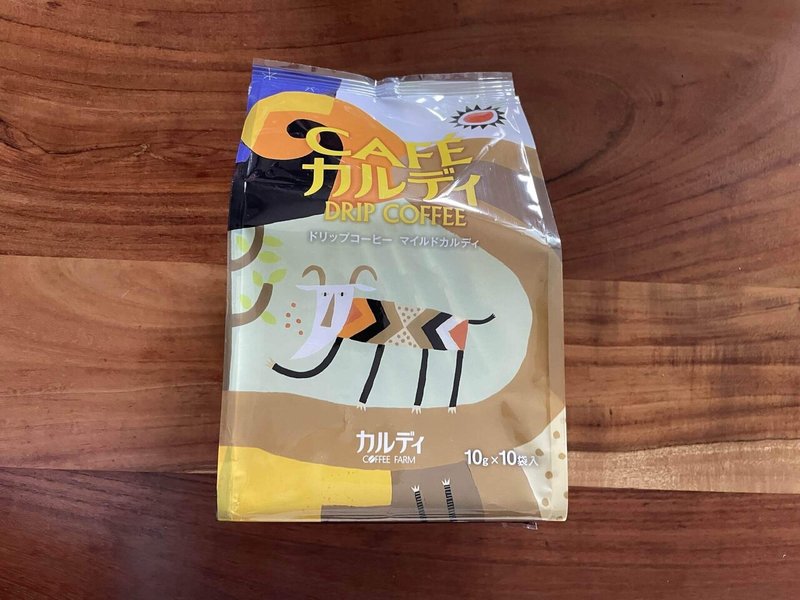 CAFÉ
カルディ
DRIP COFFEE
ドリップコーヒー マイルドカルディ
カルディ
COFFEE FARM
10g×10袋入